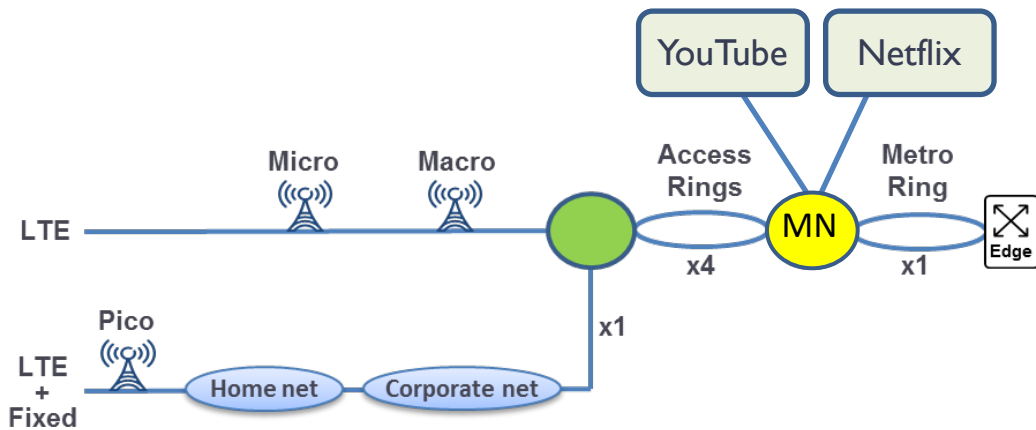 YouTube
Netflix
Micro
Macro
Access
Rings
Metro
Ring
LTE
MN
Edge
x4
x1
Pico
x1
LTE
+
Fixed
Home net
Corporate net